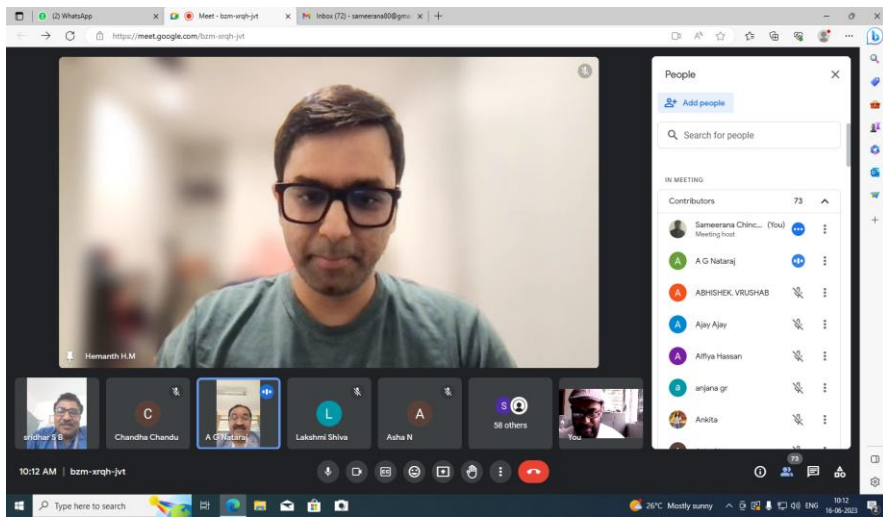 (2) WhatsApp
Meet - bzm-xrqh-jvt
Inbox (72) - sameerana80@gma
https://meet.google.com/bzm-xrqh-jvt
People
Add people
Search for people
IN MEETING
Contributors 73
Sameerana Chinc... (You)
Meeting host
A A G Nataraj
A ABHISHEK. VRUSHAB
A Ajay Ajay
A Alfiya Hassan
a anjana gr
Ankita
Hemanth H.M
sridhar S B
C
Chandha Chandu
A G Nataraj
L
Lakshmi Shiva
A
Asha N
S
58 others
You
10:12 AM | bzm-xrqh-jvt
CC
73
Type here to search
26°C Mostly sunny
ENG
10:12
16-06-2023